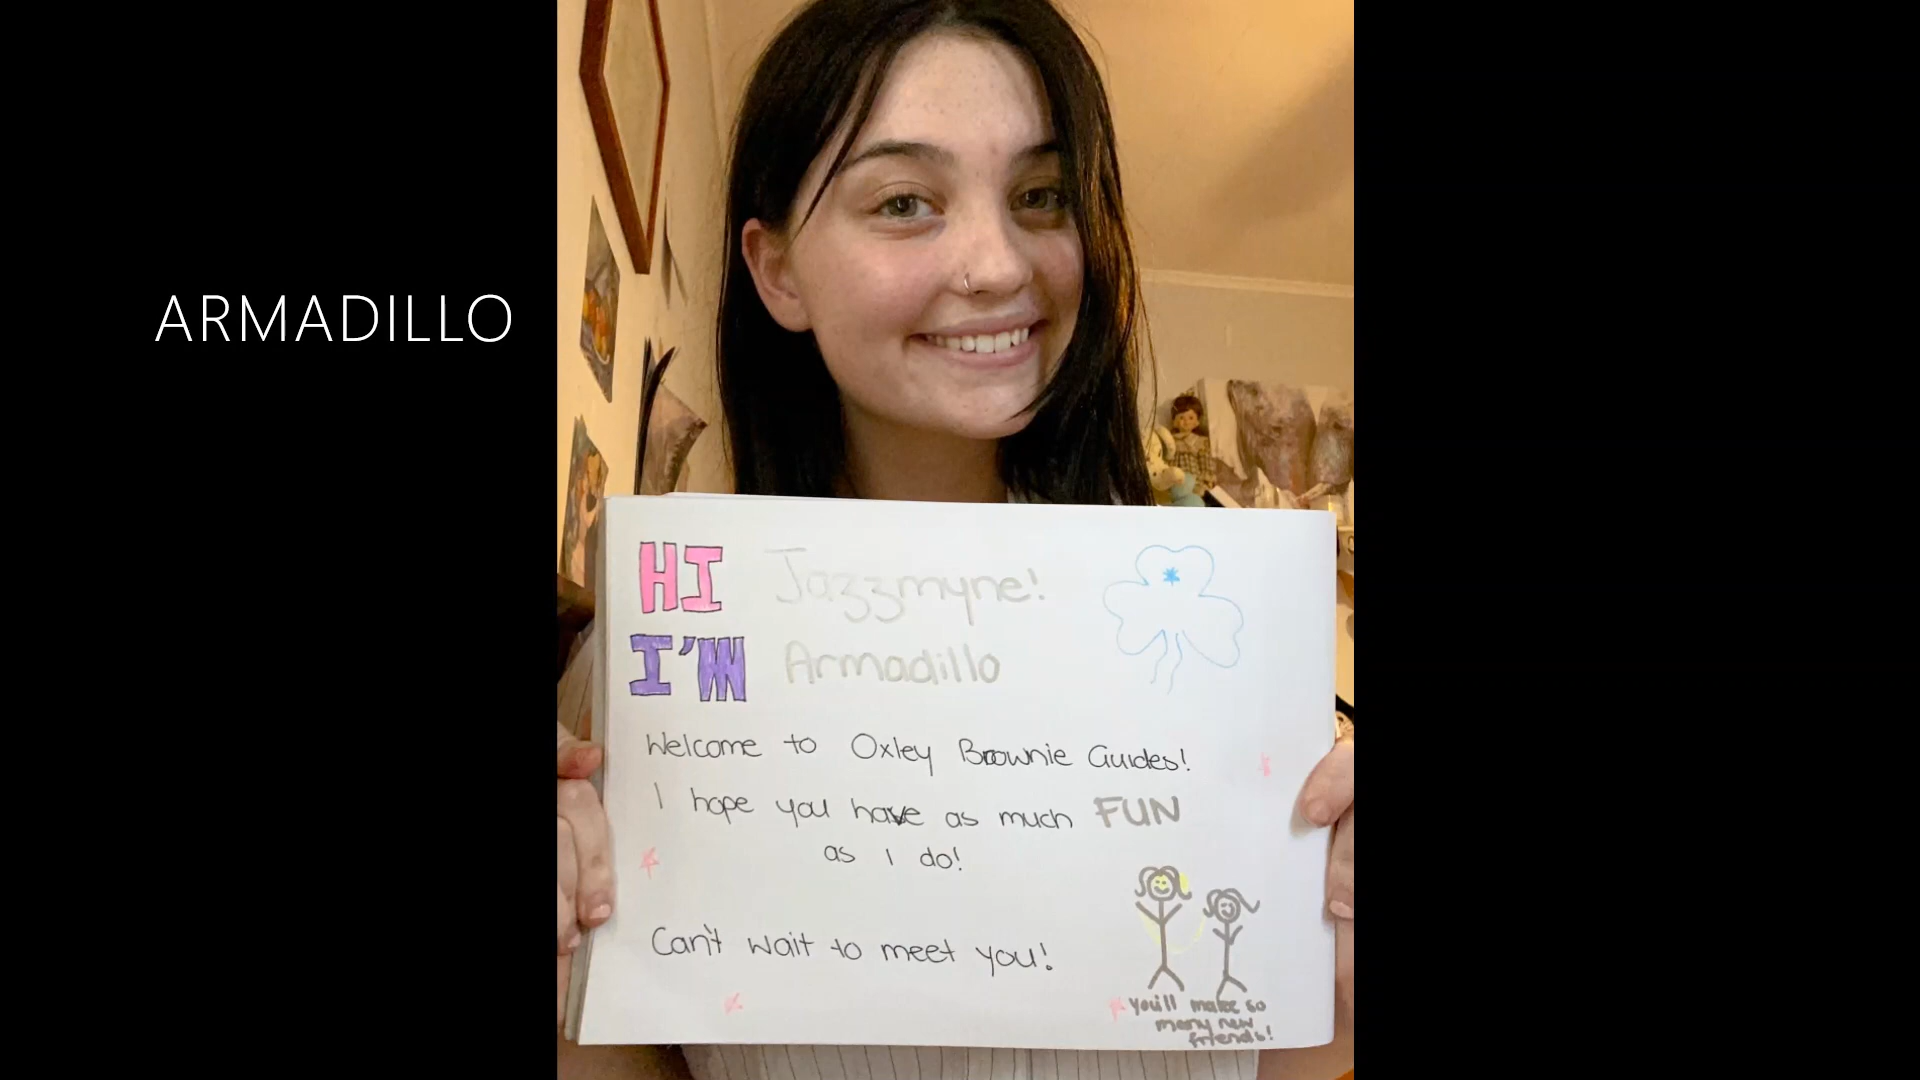 ARMADILLO
HI Jazzmyne!
I'M Armadillo
Welcome to Oxley Brownie Guides!
I hope you have as much FUN
as I do!
Can't wait to meet you!
you'll make so
many new
friends!